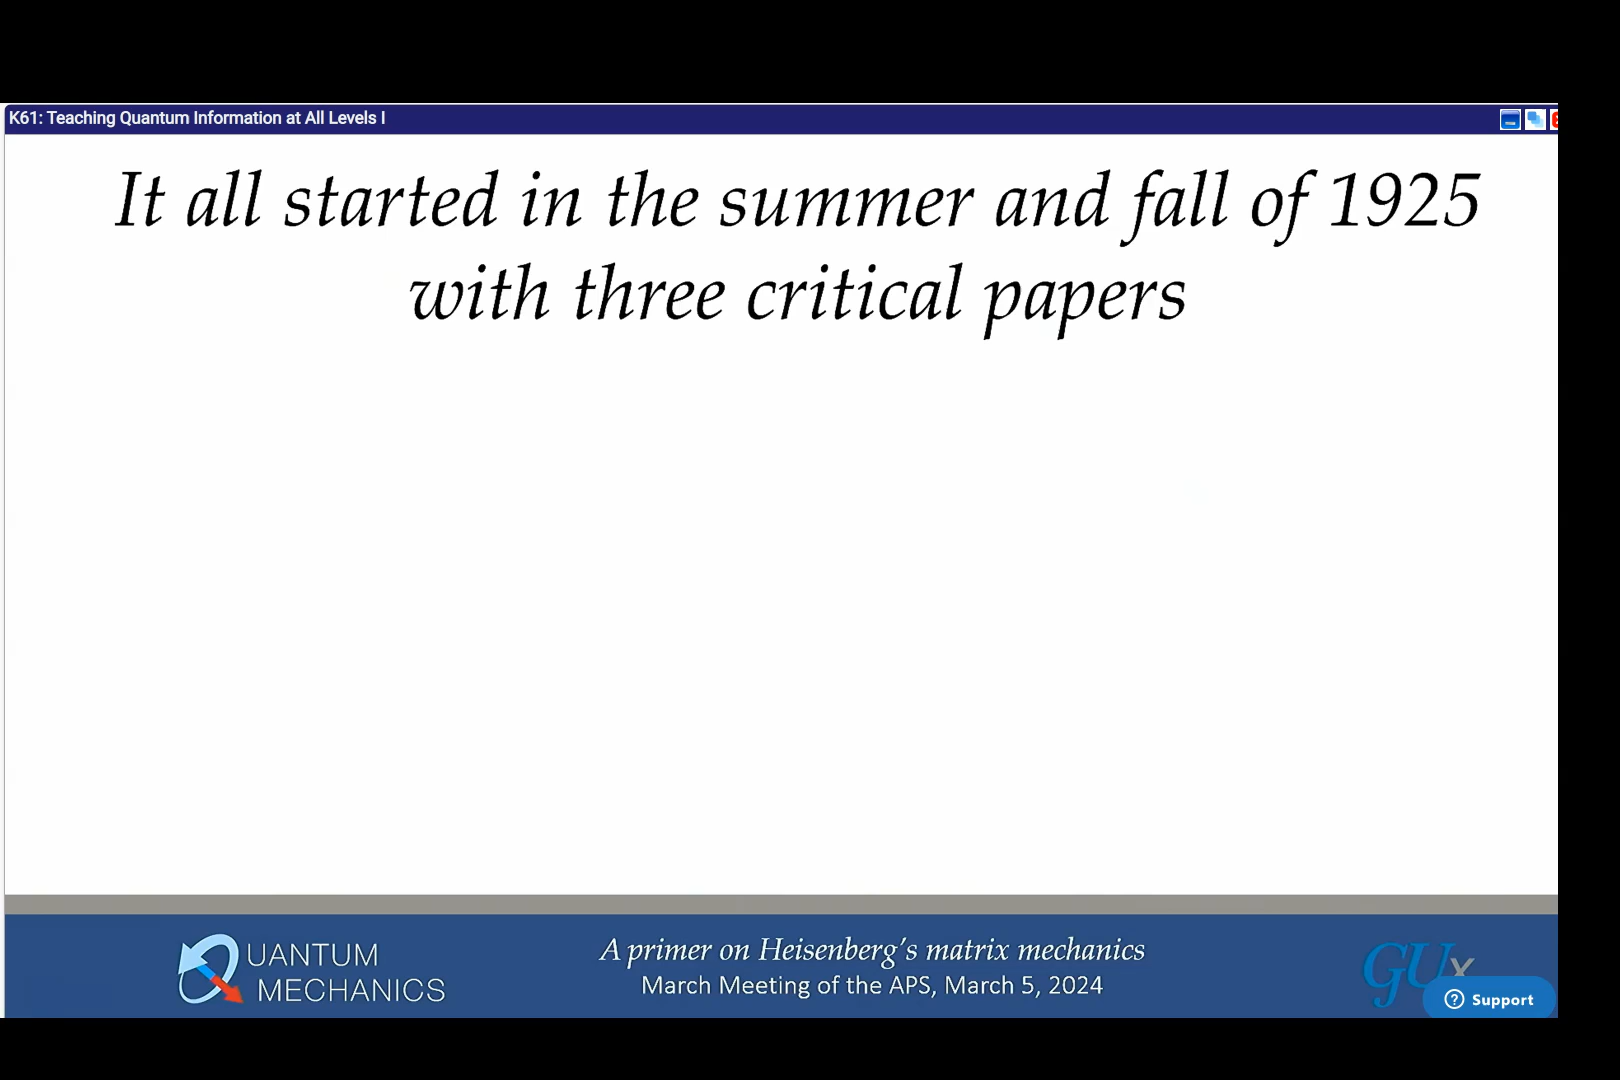 K61: Teaching Quantum Information at All Levels I
It all started in the summer and fall of 1925
with three critical papers
QUANTUM
MECHANICS
A primer on Heisenberg's matrix mechanics
March Meeting of the APS, March 5, 2024
GUx
Support